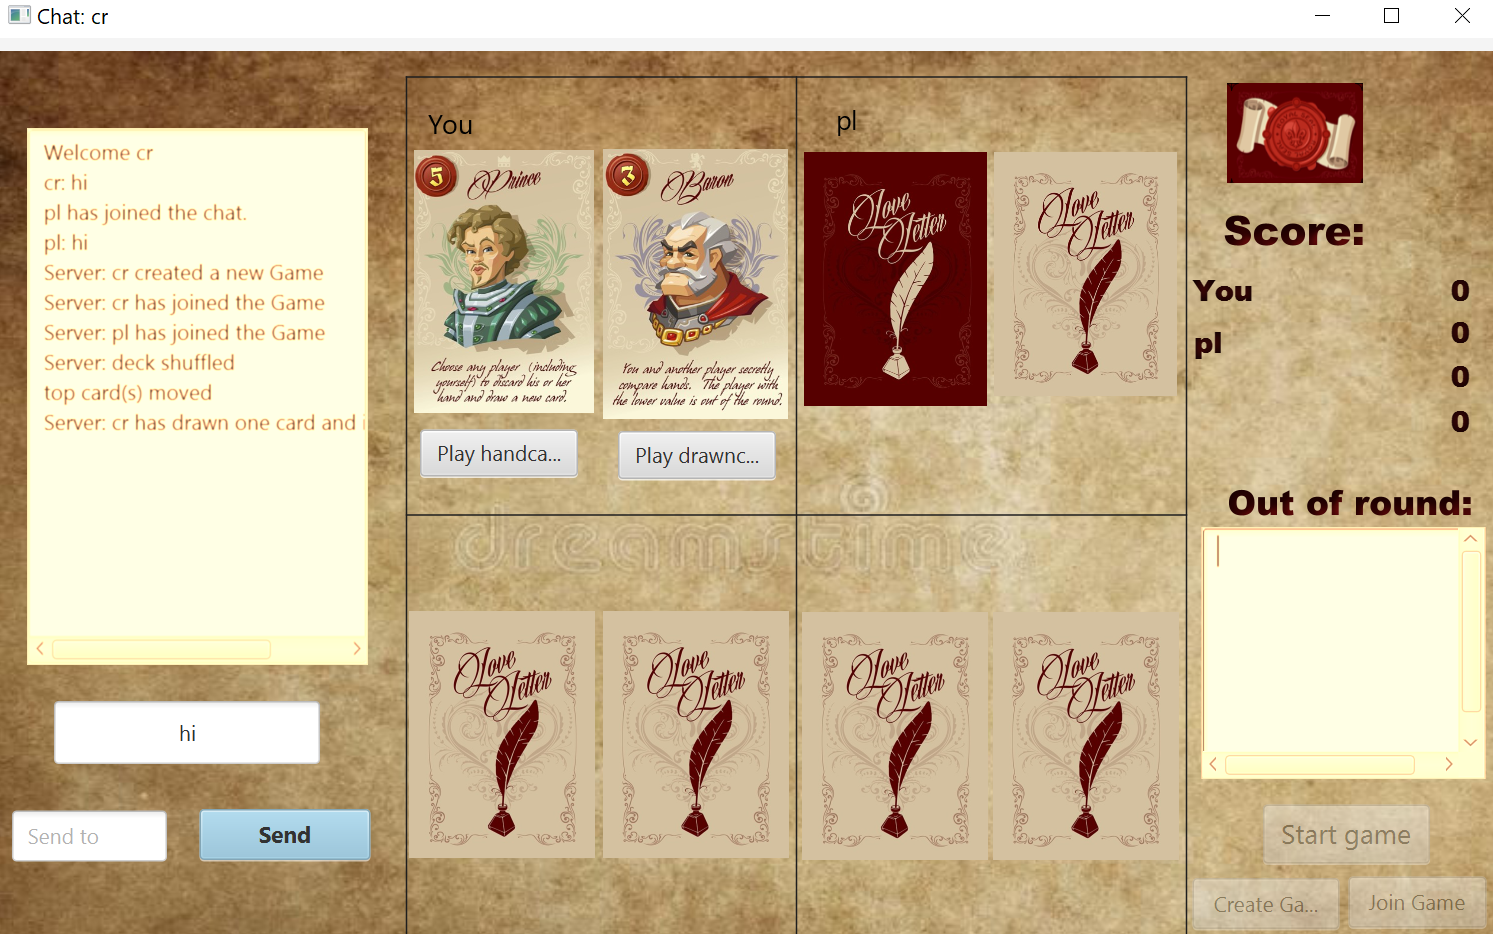 Chat: cr
Welcome cr
cr: hi
pl has joined the chat.
pl: hi
Server: cr created a new Game
Server: cr has joined the Game
Server: pl has joined the Game
Server: deck shuffled
top card(s) moved
Server: cr has drawn one card and i
hi
Send to
Send
You
5
Prince
Choose any player (including
yourself) to discard his or her
hand and draw a new card.
Play handca...
3
Baron
You and another player secretly
compare hands. The player with
the lower value is out of the round.
Play drawnc...
pl
Love
Letter
Love
Letter
dreamstime
Love
Letter
Love
Letter
Love
Letter
Love
Letter
Score:
You 0
pl 0
0
0
Out of round:
Start game
Create Ga...
Join Game